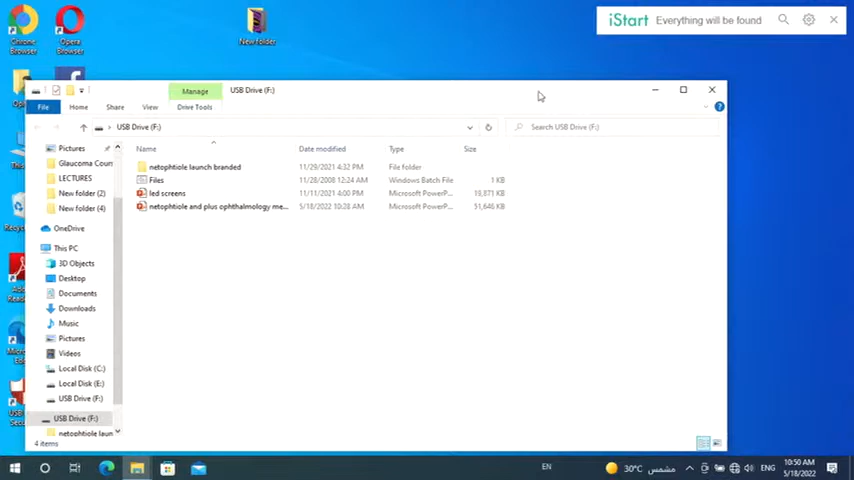 Chrome
Browser
Opera
Browser
New folder
iStart Everything will be found
Manage USB Drive (F:)
File Home Share View Drive Tools
USB Drive (F:)
Search USB Drive (F:)
Name Date modified Type Size
netophtiole launch branded 11/29/2021 4:32 PM File folder
Files 11/28/2008 12:24 AM Windows Batch File 1 KB
led screens 11/11/2021 4:00 PM Microsoft PowerP... 19,871 KB
netophtiole and plus ophthalmology me... 5/18/2022 10:28 AM Microsoft PowerP... 51,646 KB
Pictures
Glaucoma Cour
LECTURES
New folder (2)
New folder (4)
OneDrive
This PC
3D Objects
Desktop
Documents
Downloads
Music
Pictures
Videos
Local Disk (C:)
Local Disk (E:)
USB Drive (F:)
USB Drive (F:)
netophtiole laun
4 items
EN
30°C مشمس
ENG
10:50 AM
5/18/2022